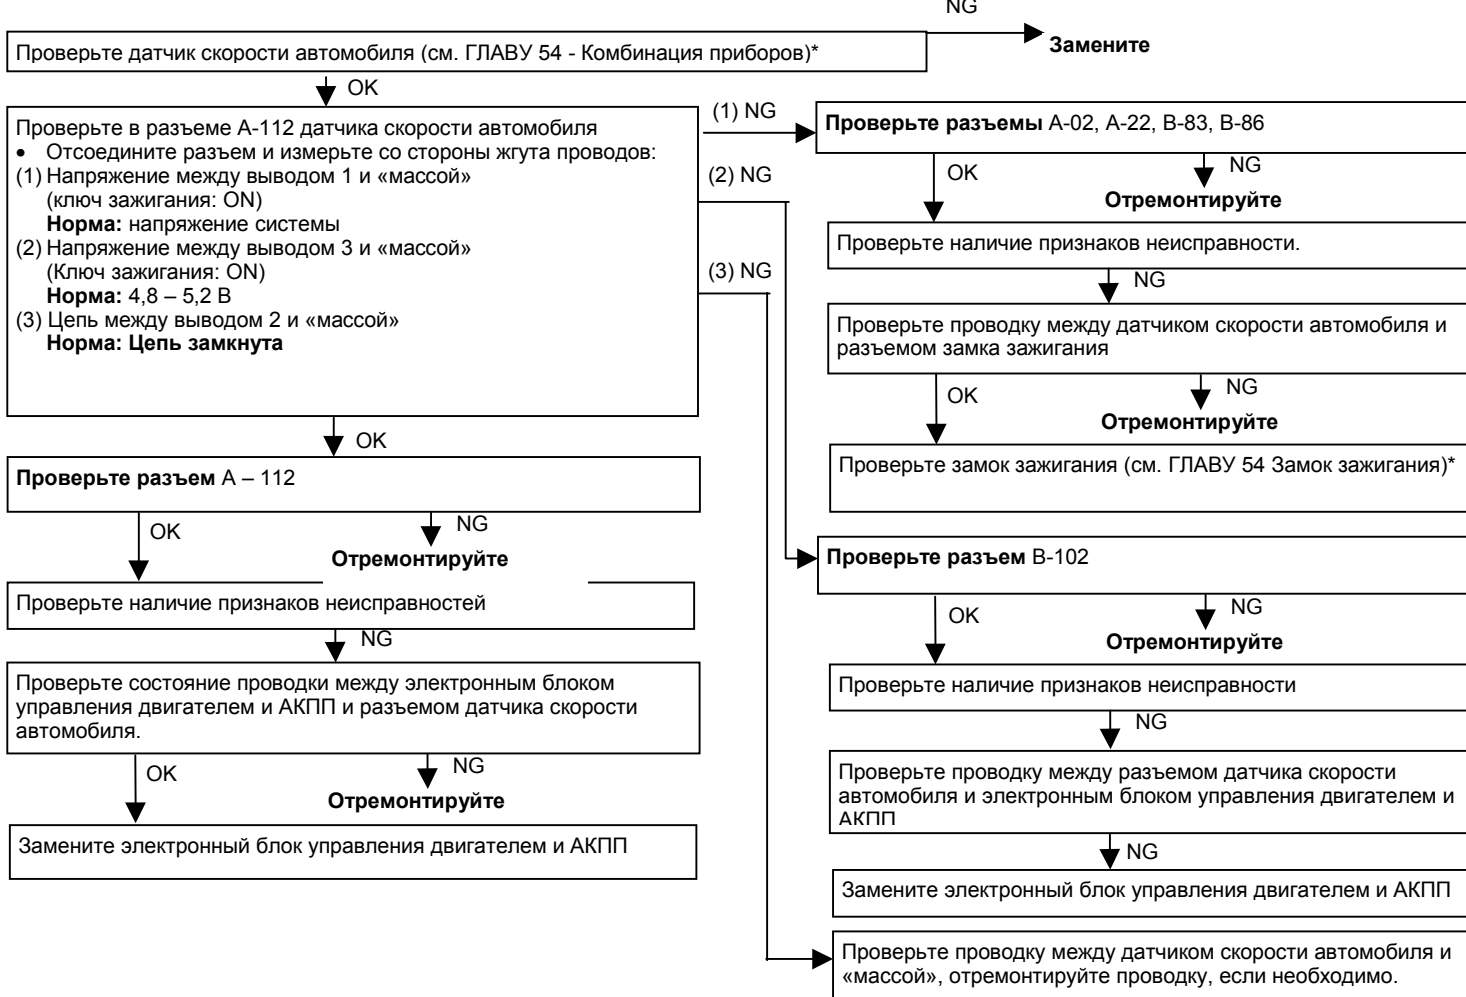 NG
Проверьте датчик скорости автомобиля (см. ГЛАВУ 54 - Комбинация приборов)*
Замените
OK
Проверьте в разъеме А-112 датчика скорости автомобиля
• Отсоедините разъем и измерьте со стороны жгута проводов:
(1) Напряжение между выводом 1 и «массой»
(ключ зажигания: ON)
Норма: напряжение системы
(2) Напряжение между выводом 3 и «массой»
(Ключ зажигания: ON)
Норма: 4,8 – 5,2 В
(3) Цепь между выводом 2 и «массой»
Норма: Цепь замкнута
(1) NG
(2) NG
(3) NG
OK
Проверьте разъем А – 112
OK
NG
Отремонтируйте
Проверьте наличие признаков неисправностей
NG
Проверьте состояние проводки между электронным блоком
управления двигателем и АКПП и разъемом датчика скорости
автомобиля.
OK
NG
Отремонтируйте
Замените электронный блок управления двигателем и АКПП
Проверьте разъемы А-02, А-22, В-83, В-86
OK
NG
Отремонтируйте
Проверьте наличие признаков неисправности.
NG
Проверьте проводку между датчиком скорости автомобиля и
разъемом замка зажигания
OK
NG
Отремонтируйте
Проверьте замок зажигания (см. ГЛАВУ 54 Замок зажигания)*
Проверьте разъем В-102
OK
NG
Отремонтируйте
Проверьте наличие признаков неисправности
NG
Проверьте проводку между разъемом датчика скорости
автомобиля и электронным блоком управления двигателем и
АКПП
NG
Замените электронный блок управления двигателем и АКПП
Проверьте проводку между датчиком скорости автомобиля и
«массой», отремонтируйте проводку, если необходимо.